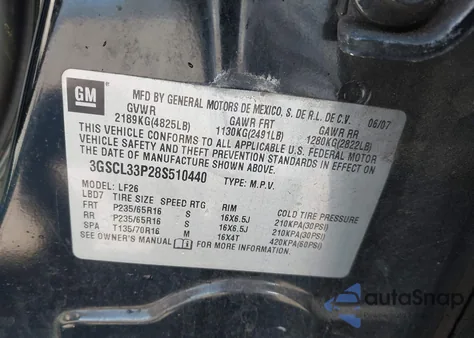 GM
MFD BY GENERAL MOTORS DE MEXICO, S. DE R.L. DE C.V. 06/07
GVWR GAWR FRT GAWR RR
2189KG(4825LB) 1130KG(2491LB) 1280KG(2822LB)
THIS VEHICLE CONFORMS TO ALL APPLICABLE U.S. FEDERAL MOTOR
VEHICLE SAFETY AND THEFT PREVENTION STANDARDS IN EFFECT
ON THE DATE OF MANUFACTURE SHOWN ABOVE.
3GSCL33P28S510440 TYPE: M.P.V.
MODEL: LF26
LBD7 TIRE SIZE SPEED RTG RIM COLD TIRE PRESSURE
FRT P235/65R16 S 16X6.5J 210KPA(30PSI)
RR P235/65R16 S 16X6.5J 210KPA(30PSI)
SPA T135/70R16 M 16X4T 420KPA(60PSI)
SEE OWNER'S MANUAL
autoSnap